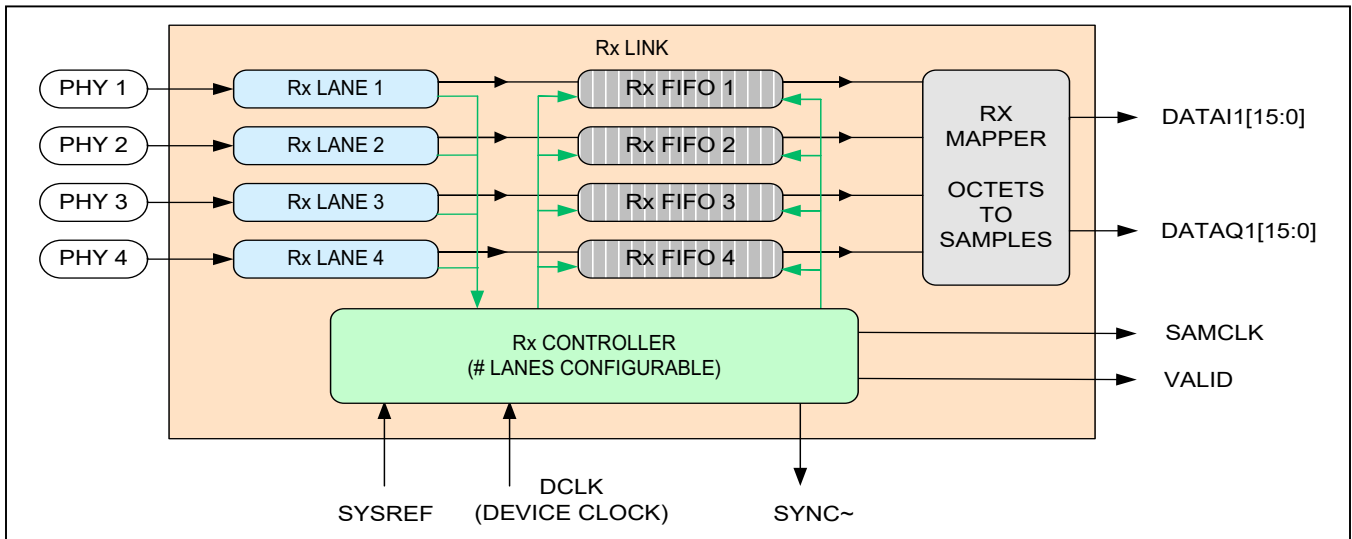 Rx LINK
PHY 1
Rx LANE 1
Rx FIFO 1
PHY 2
Rx LANE 2
Rx FIFO 2
PHY 3
Rx LANE 3
Rx FIFO 3
PHY 4
Rx LANE 4
Rx FIFO 4
RX
MAPPER
OCTETS
TO
SAMPLES
DATAI1[15:0]
DATAQ1[15:0]
Rx CONTROLLER
(# LANES CONFIGURABLE)
SAMCLK
VALID
SYSREF
DCLK
(DEVICE CLOCK)
SYNC~